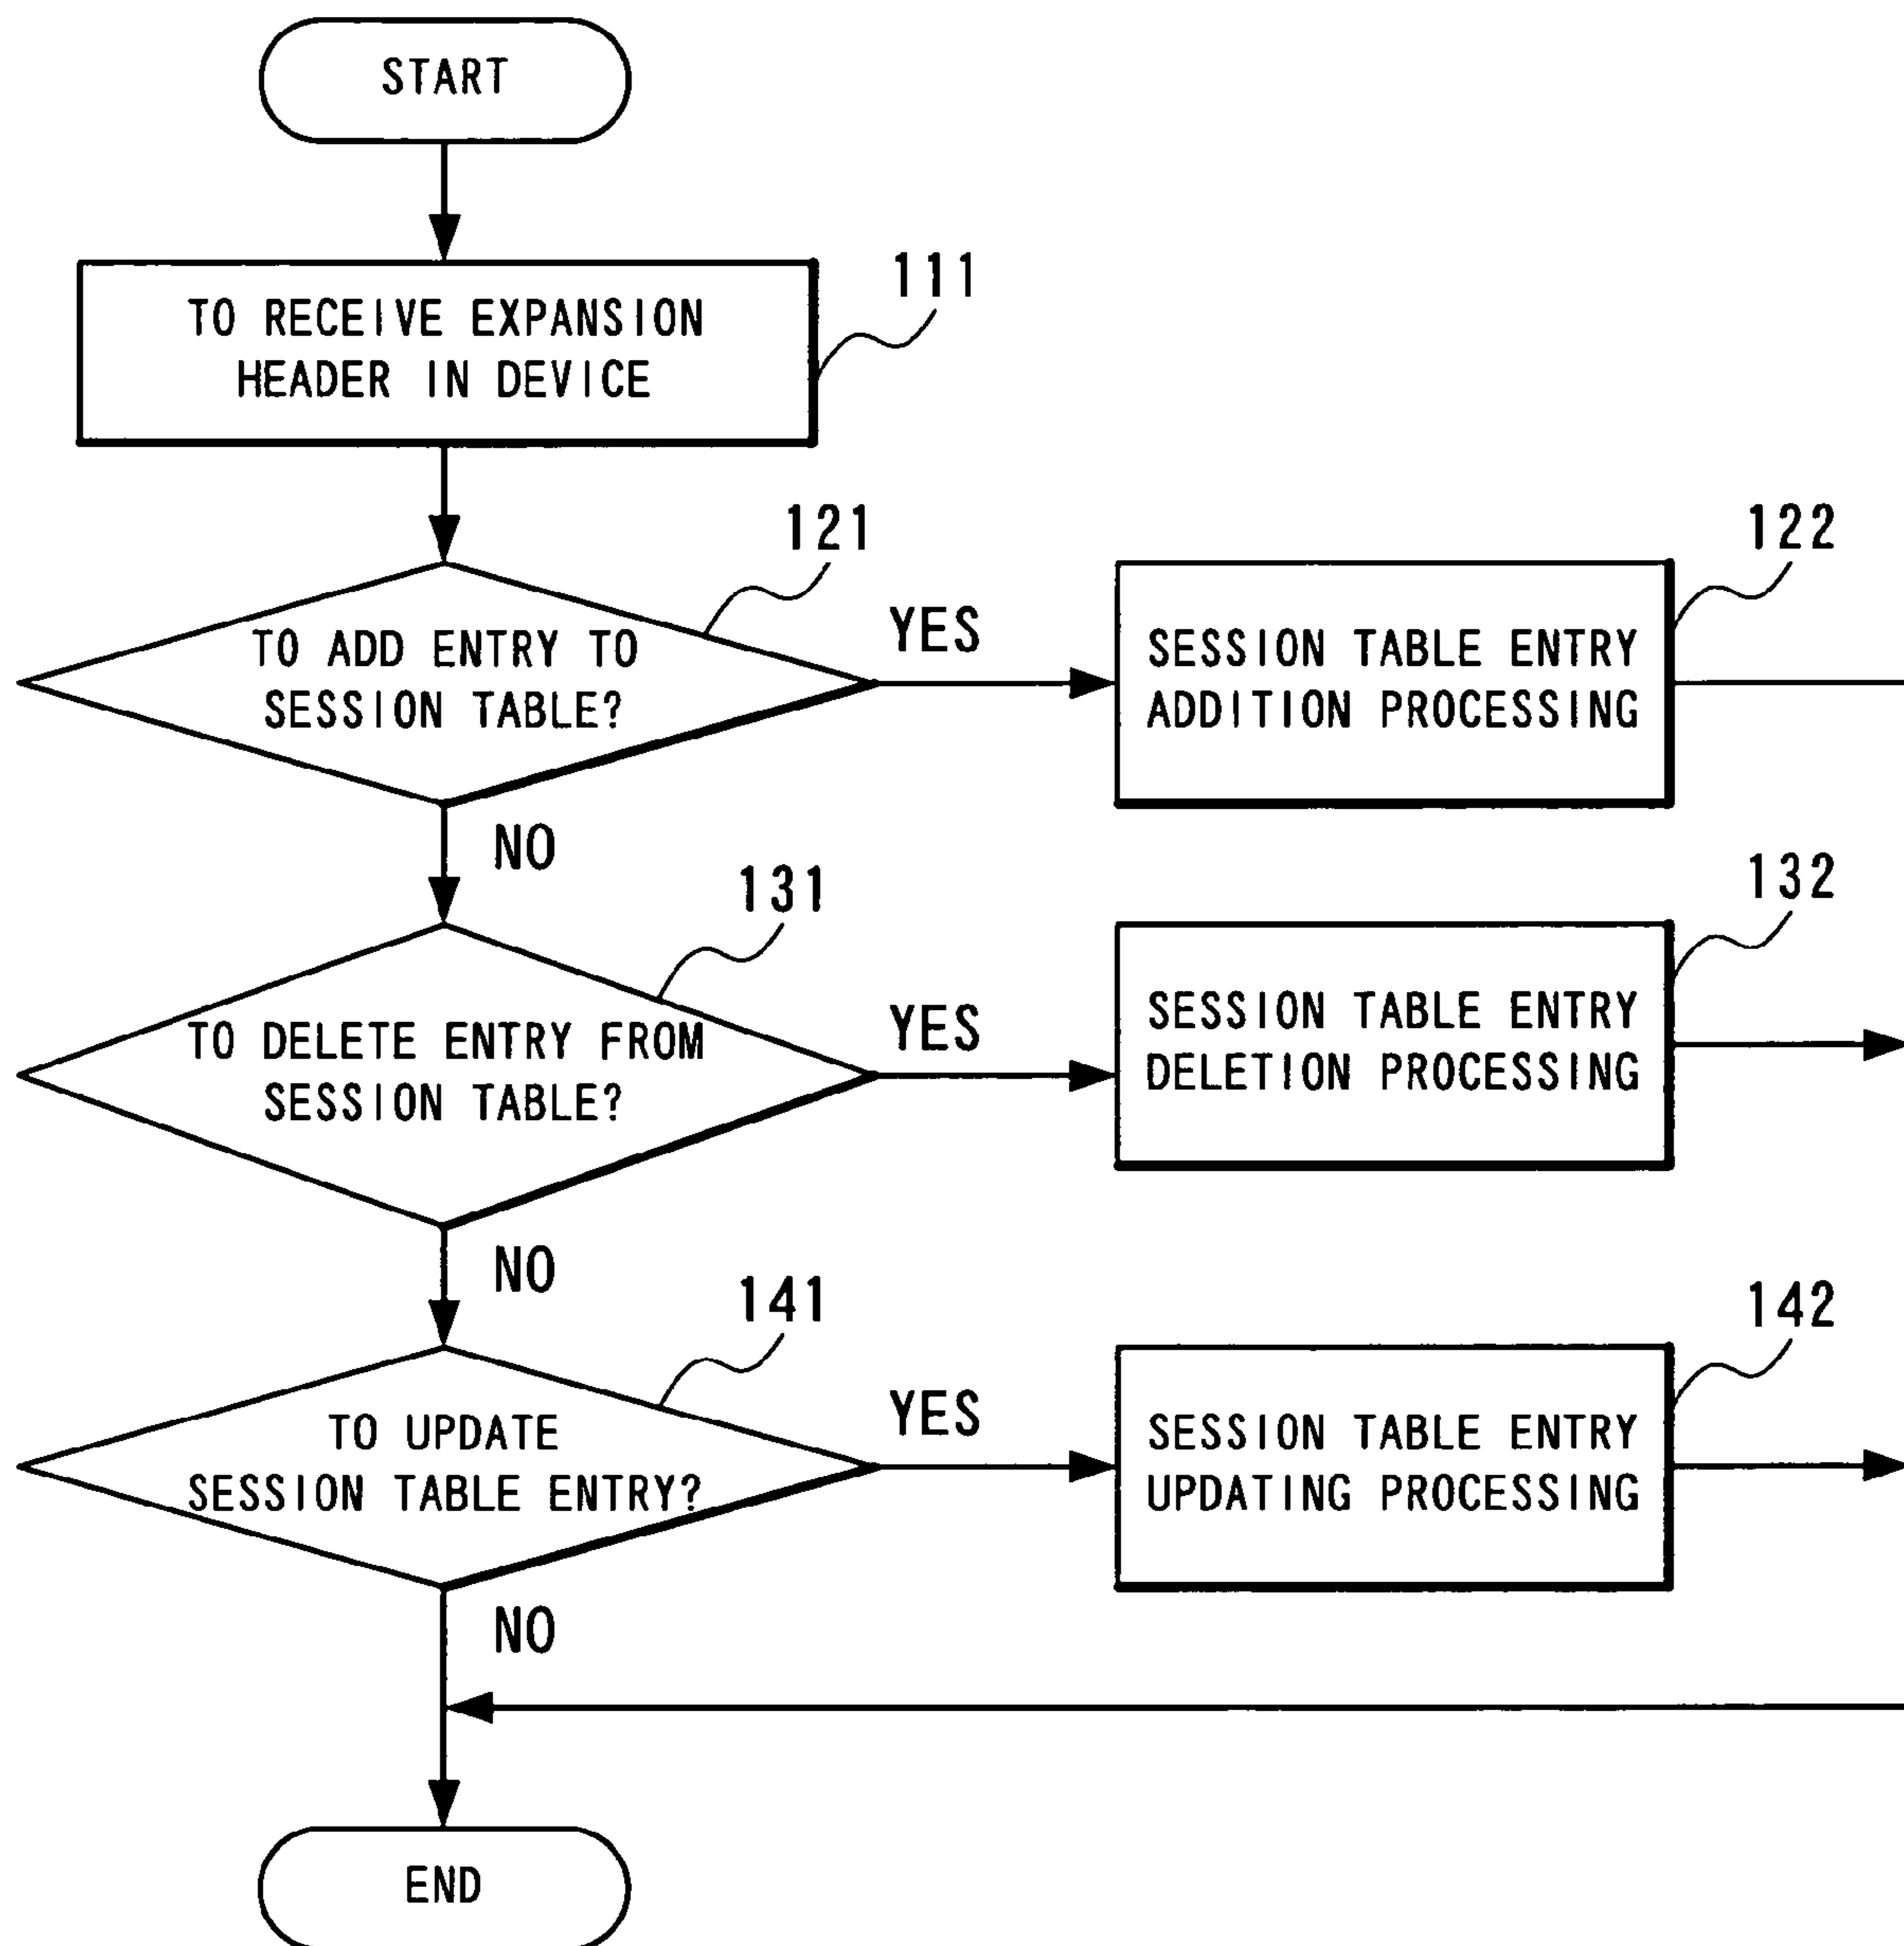 START
111
TO RECEIVE EXPANSION
HEADER IN DEVICE
121
TO ADD ENTRY TO
SESSION TABLE?
YES
122
SESSION TABLE ENTRY
ADDITION PROCESSING
NO
131
TO DELETE ENTRY FROM
SESSION TABLE?
YES
132
SESSION TABLE ENTRY
DELETION PROCESSING
NO
141
TO UPDATE
SESSION TABLE ENTRY?
YES
142
SESSION TABLE ENTRY
UPDATING PROCESSING
NO
END